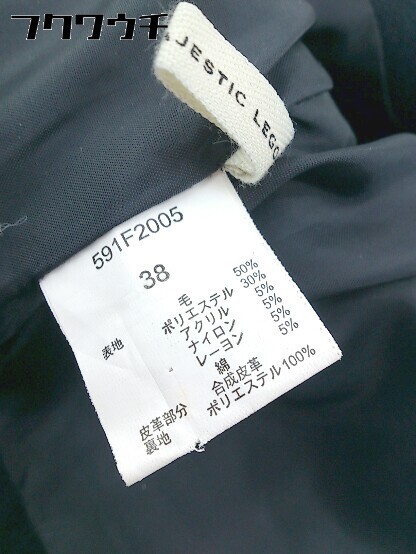 フクウウチ
JESTIC LEGO
591F2005
38
表地 毛 50%
ポリエステル 30%
アクリル 5%
ナイロン 5%
レーヨン 5%
綿 5%
皮革部分 合成皮革
裏地 ポリエステル100%